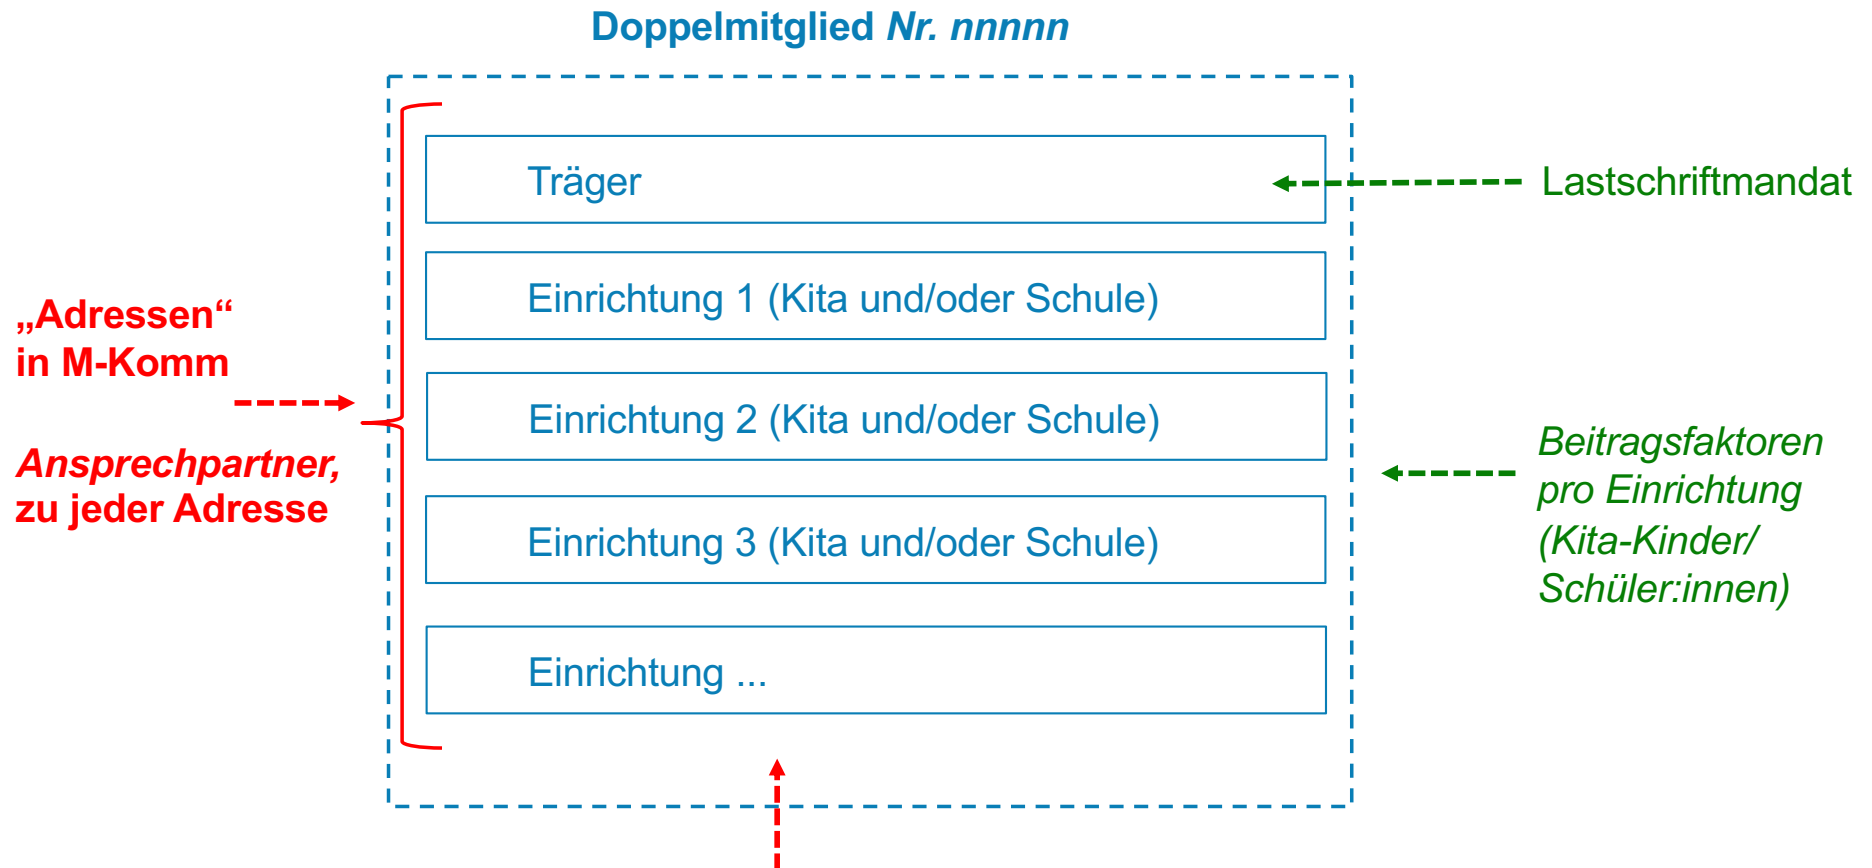 Doppelmitglied Nr. nnnnn
Träger
Lastschriftmandat
Einrichtung 1 (Kita und/oder Schule)
„Adressen“
in M-Komm
Einrichtung 2 (Kita und/oder Schule)
Ansprechpartner,
zu jeder Adresse
Beitragsfaktoren
pro Einrichtung
(Kita-Kinder/
Schüler:innen)
Einrichtung 3 (Kita und/oder Schule)
Einrichtung ...